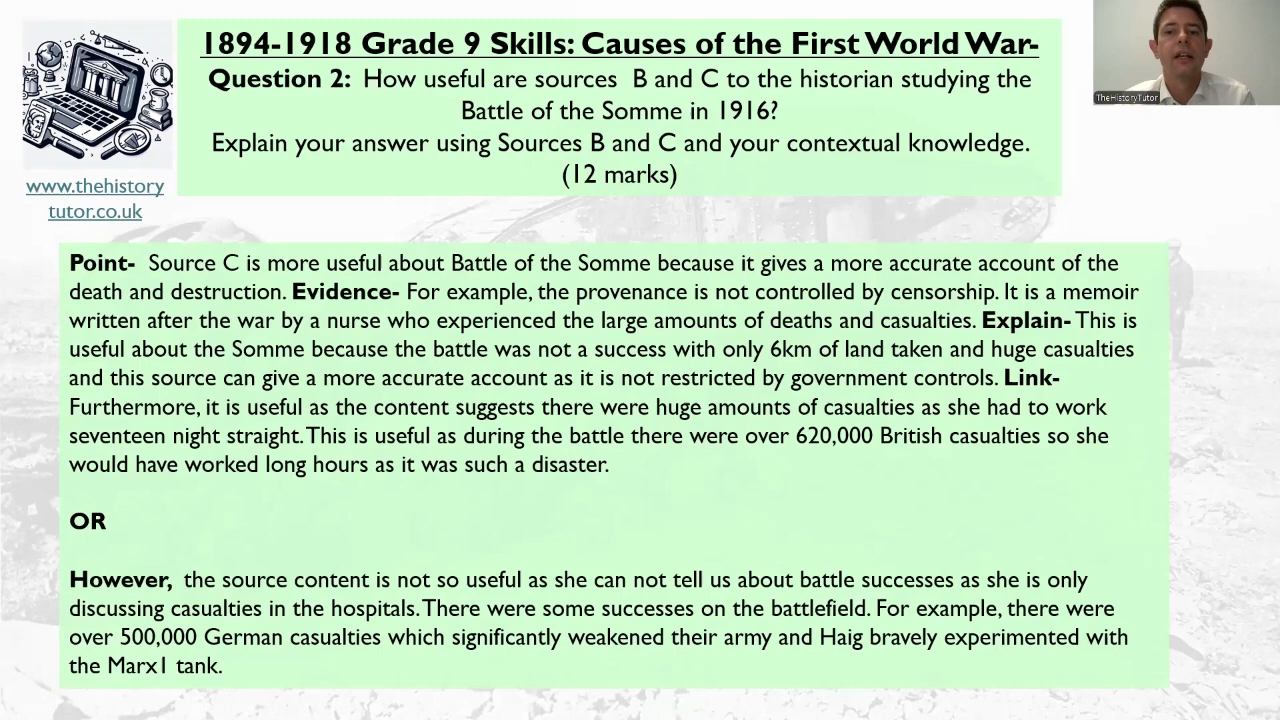 1894-1918 Grade 9 Skills: Causes of the First World War-
Question 2: How useful are sources B and C to the historian studying the
Battle of the Somme in 1916?
Explain your answer using Sources B and C and your contextual knowledge.
(12 marks)
TheHistoryTutor
www.thehistory
tutor.co.uk
Point- Source C is more useful about Battle of the Somme because it gives a more accurate account of the
death and destruction. Evidence- For example, the provenance is not controlled by censorship. It is a memoir
written after the war by a nurse who experienced the large amounts of deaths and casualties. Explain- This is
useful about the Somme because the battle was not a success with only 6km of land taken and huge casualties
and this source can give a more accurate account as it is not restricted by government controls. Link-
Furthermore, it is useful as the content suggests there were huge amounts of casualties as she had to work
seventeen night straight. This is useful as during the battle there were over 620,000 British casualties so she
would have worked long hours as it was such a disaster.
OR
However, the source content is not so useful as she can not tell us about battle successes as she is only
discussing casualties in the hospitals. There were some successes on the battlefield. For example, there were
over 500,000 German casualties which significantly weakened their army and Haig bravely experimented with
the Marx1 tank.